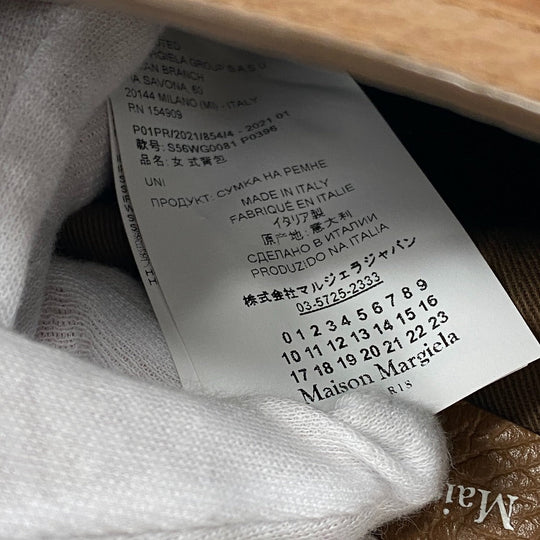 MARGIELA GROUP S.A.S.U
BRANCH
SAVONA, 60
20144 MILANO (MI) - ITALY
RN 154909
P01PR/2021/854/4 - 2021 01
款号: S56WG0081 P0396
品名: 女式背包
UNI
ПРОДУКТ: СУМКА НА РЕМНЕ
MADE IN ITALY
FABRIQUÉ EN ITALIE
イタリア製
原产地: 意大利
СДЕЛАНО В ИТАЛИИ
PRODUZIDO NA ITALIA
株式会社マルジェラジャパン
03-5725-2333
0 1 2 3 4 5 6 7 8 9
10 11 12 13 14 15 16
17 18 19 20 21 22 23
Maison Margiela
Mai